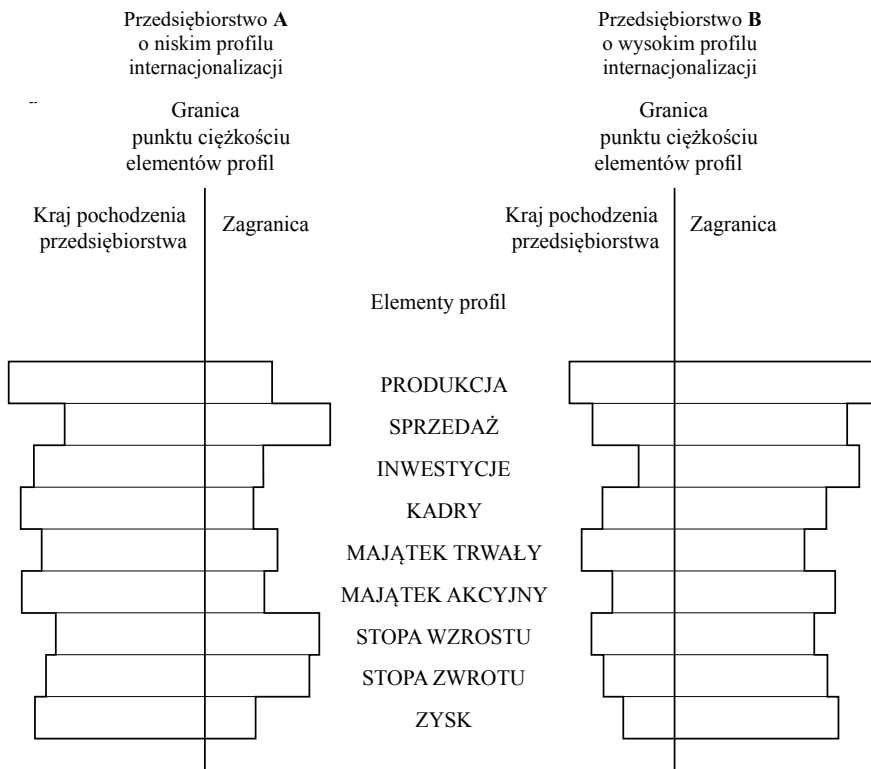 Przedsiębiorstwo A
o niskim profilu
internacjonalizacji
Przedsiębiorstwo B
o wysokim profilu
internacjonalizacji
Granica
punktu ciężkościu
elementów profil
Granica
punktu ciężkościu
elementów profil
Kraj pochodzenia
przedsiębiorstwa
Zagranica
Kraj pochodzenia
przedsiębiorstwa
Zagranica
Elementy profil
PRODUKCJA
SPRZEDAŻ
INWESTYCJE
KADRY
MAJĄTEK TRWAŁY
MAJĄTEK AKCYJNY
STOPA WZROSTU
STOPA ZWROTU
ZYSK